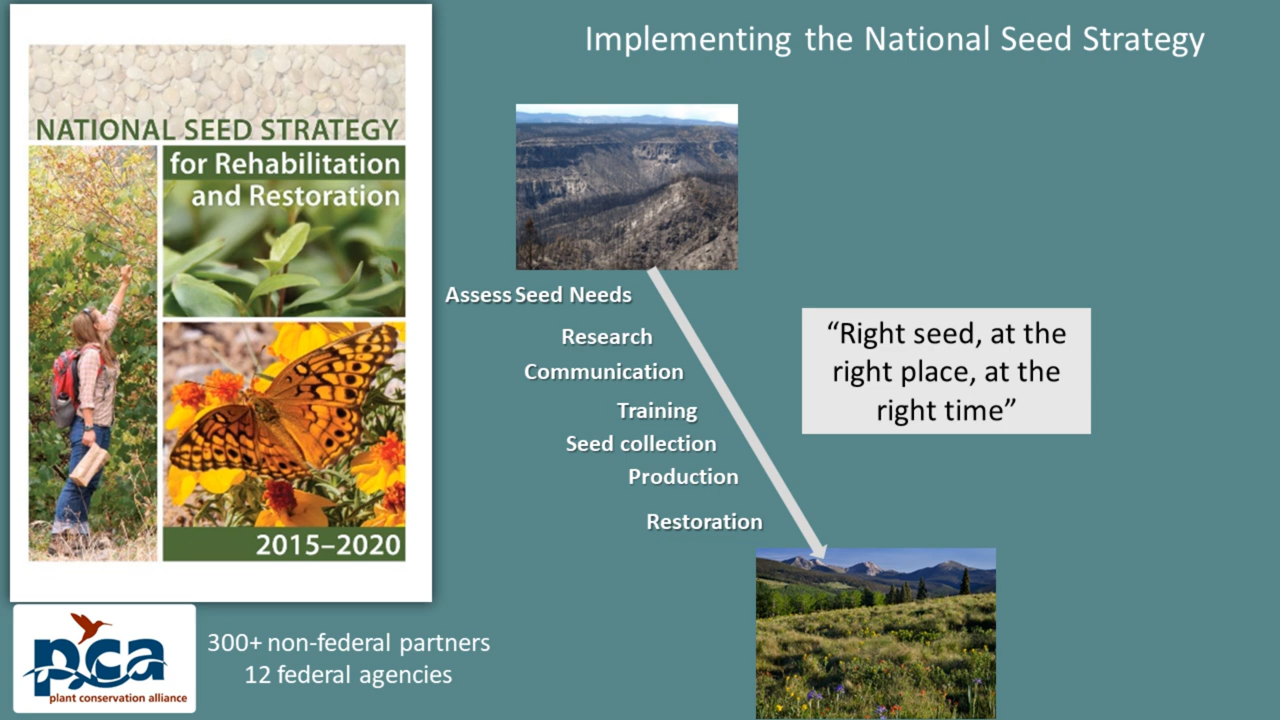 Implementing the National Seed Strategy
NATIONAL SEED STRATEGY
for Rehabilitation
and Restoration
2015–2020
Assess Seed Needs
Research
Communication
Training
Seed collection
Production
Restoration
“Right seed, at the
right place, at the
right time”
pca
plant conservation alliance
300+ non-federal partners
12 federal agencies